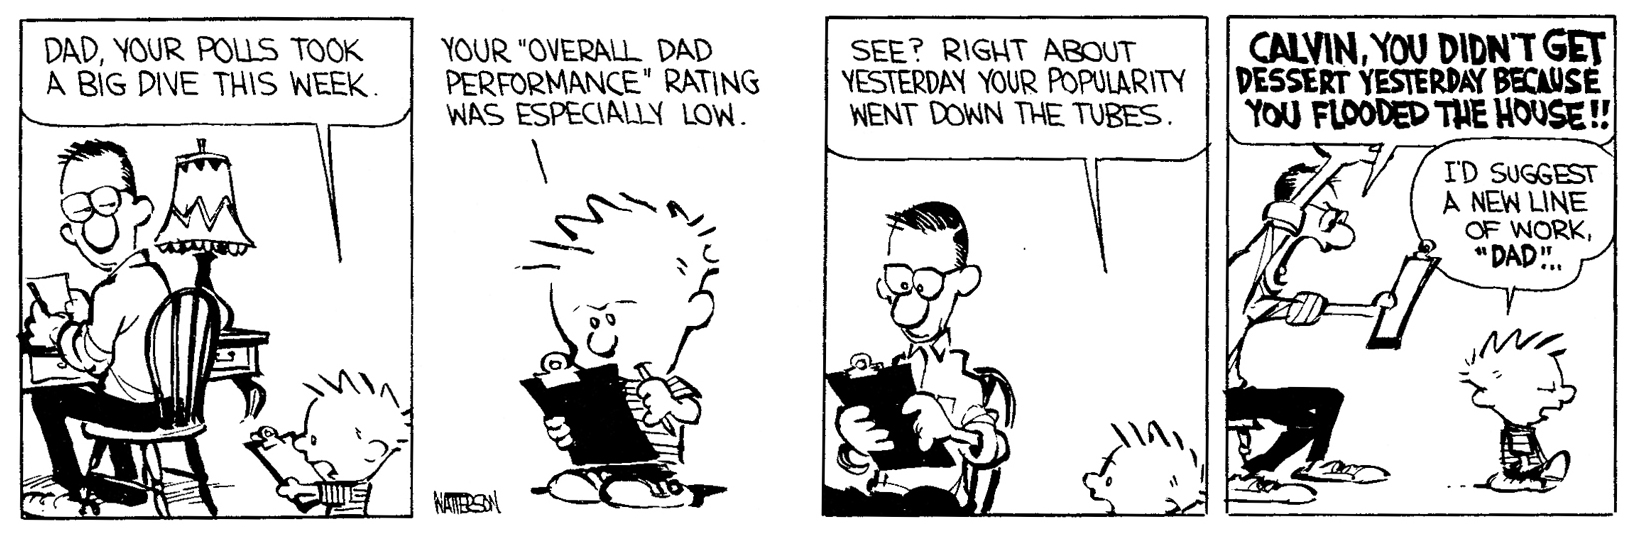 DAD, YOUR POLLS TOOK
A BIG DIVE THIS WEEK.
YOUR "OVERALL DAD
PERFORMANCE" RATING
WAS ESPECIALLY LOW.
WATTERSON
SEE? RIGHT ABOUT
YESTERDAY YOUR POPULARITY
WENT DOWN THE TUBES.
CALVIN, YOU DIDN'T GET
DESSERT YESTERDAY BECAUSE
YOU FLOODED THE HOUSE!!
I'D SUGGEST
A NEW LINE
OF WORK,
"DAD"...